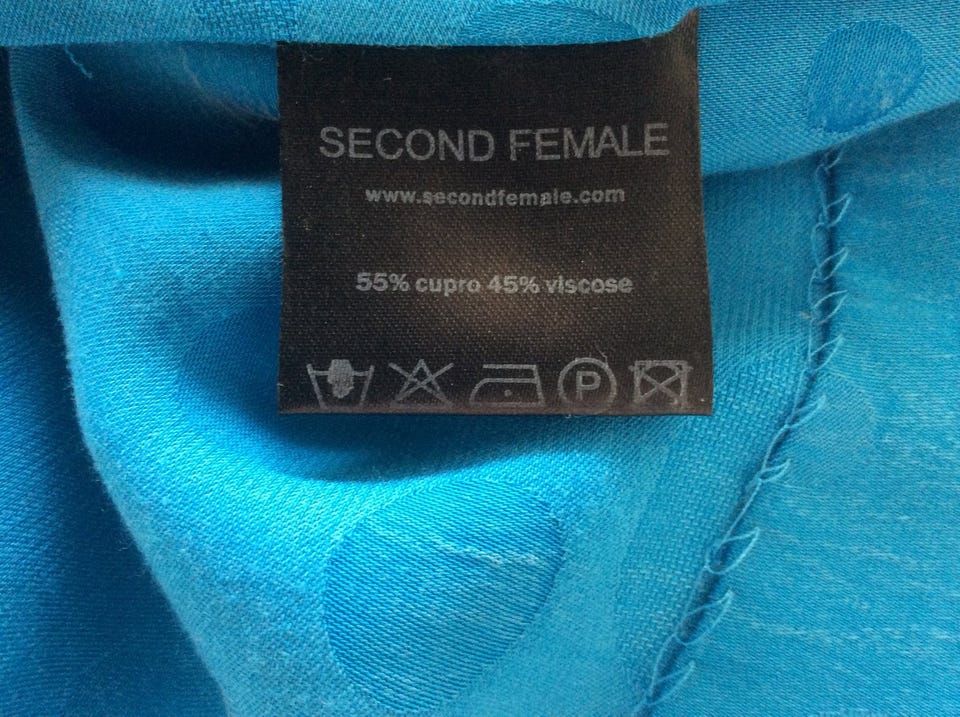 SECOND FEMALE
www.secondfemale.com
55% cupro 45% viscose
P